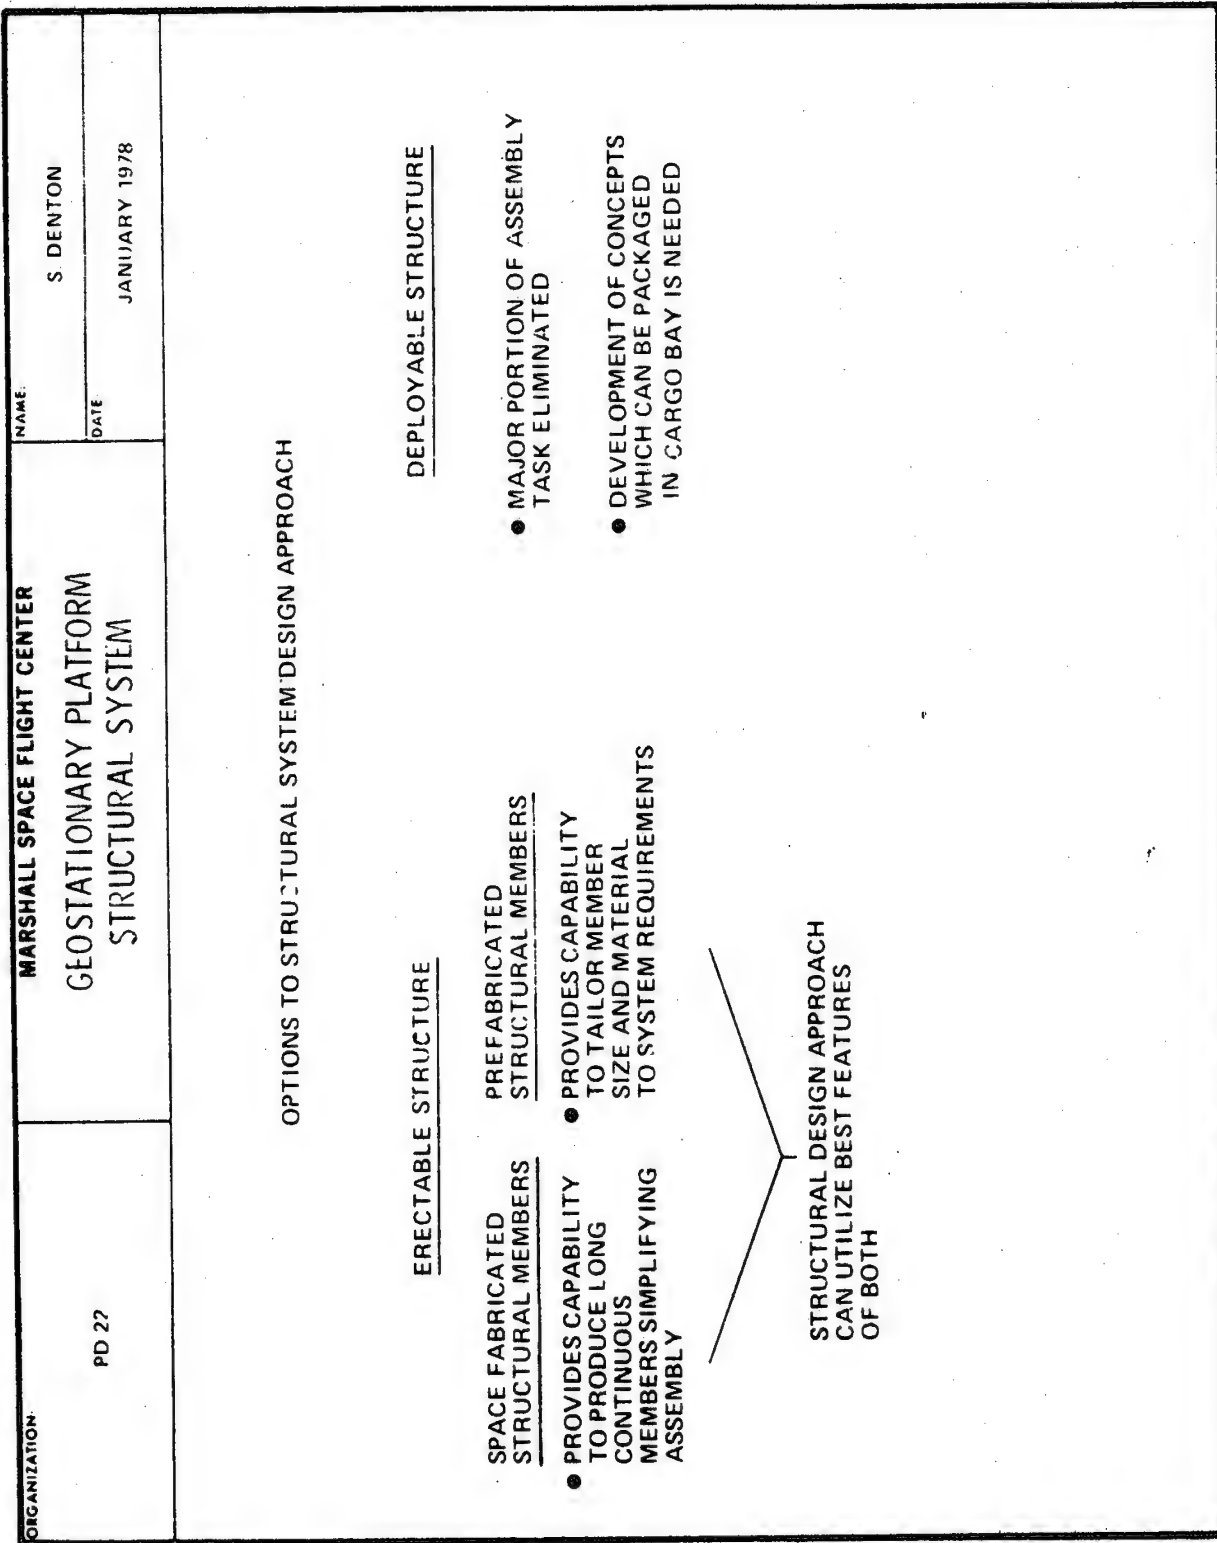 ORGANIZATION:
PD 22
MARSHALL SPACE FLIGHT CENTER
GEOSTATIONARY PLATFORM
STRUCTURAL SYSTEM
NAME:
S. DENTON
DATE:
JANUARY 1978
OPTIONS TO STRUCTURAL SYSTEM DESIGN APPROACH
ERECTABLE STRUCTURE
SPACE FABRICATED
STRUCTURAL MEMBERS
● PROVIDES CAPABILITY
TO PRODUCE LONG
CONTINUOUS
MEMBERS SIMPLIFYING
ASSEMBLY
PREFABRICATED
STRUCTURAL MEMBERS
● PROVIDES CAPABILITY
TO TAILOR MEMBER
SIZE AND MATERIAL
TO SYSTEM REQUIREMENTS
STRUCTURAL DESIGN APPROACH
CAN UTILIZE BEST FEATURES
OF BOTH
DEPLOYABLE STRUCTURE
● MAJOR PORTION OF ASSEMBLY
TASK ELIMINATED
● DEVELOPMENT OF CONCEPTS
WHICH CAN BE PACKAGED
IN CARGO BAY IS NEEDED